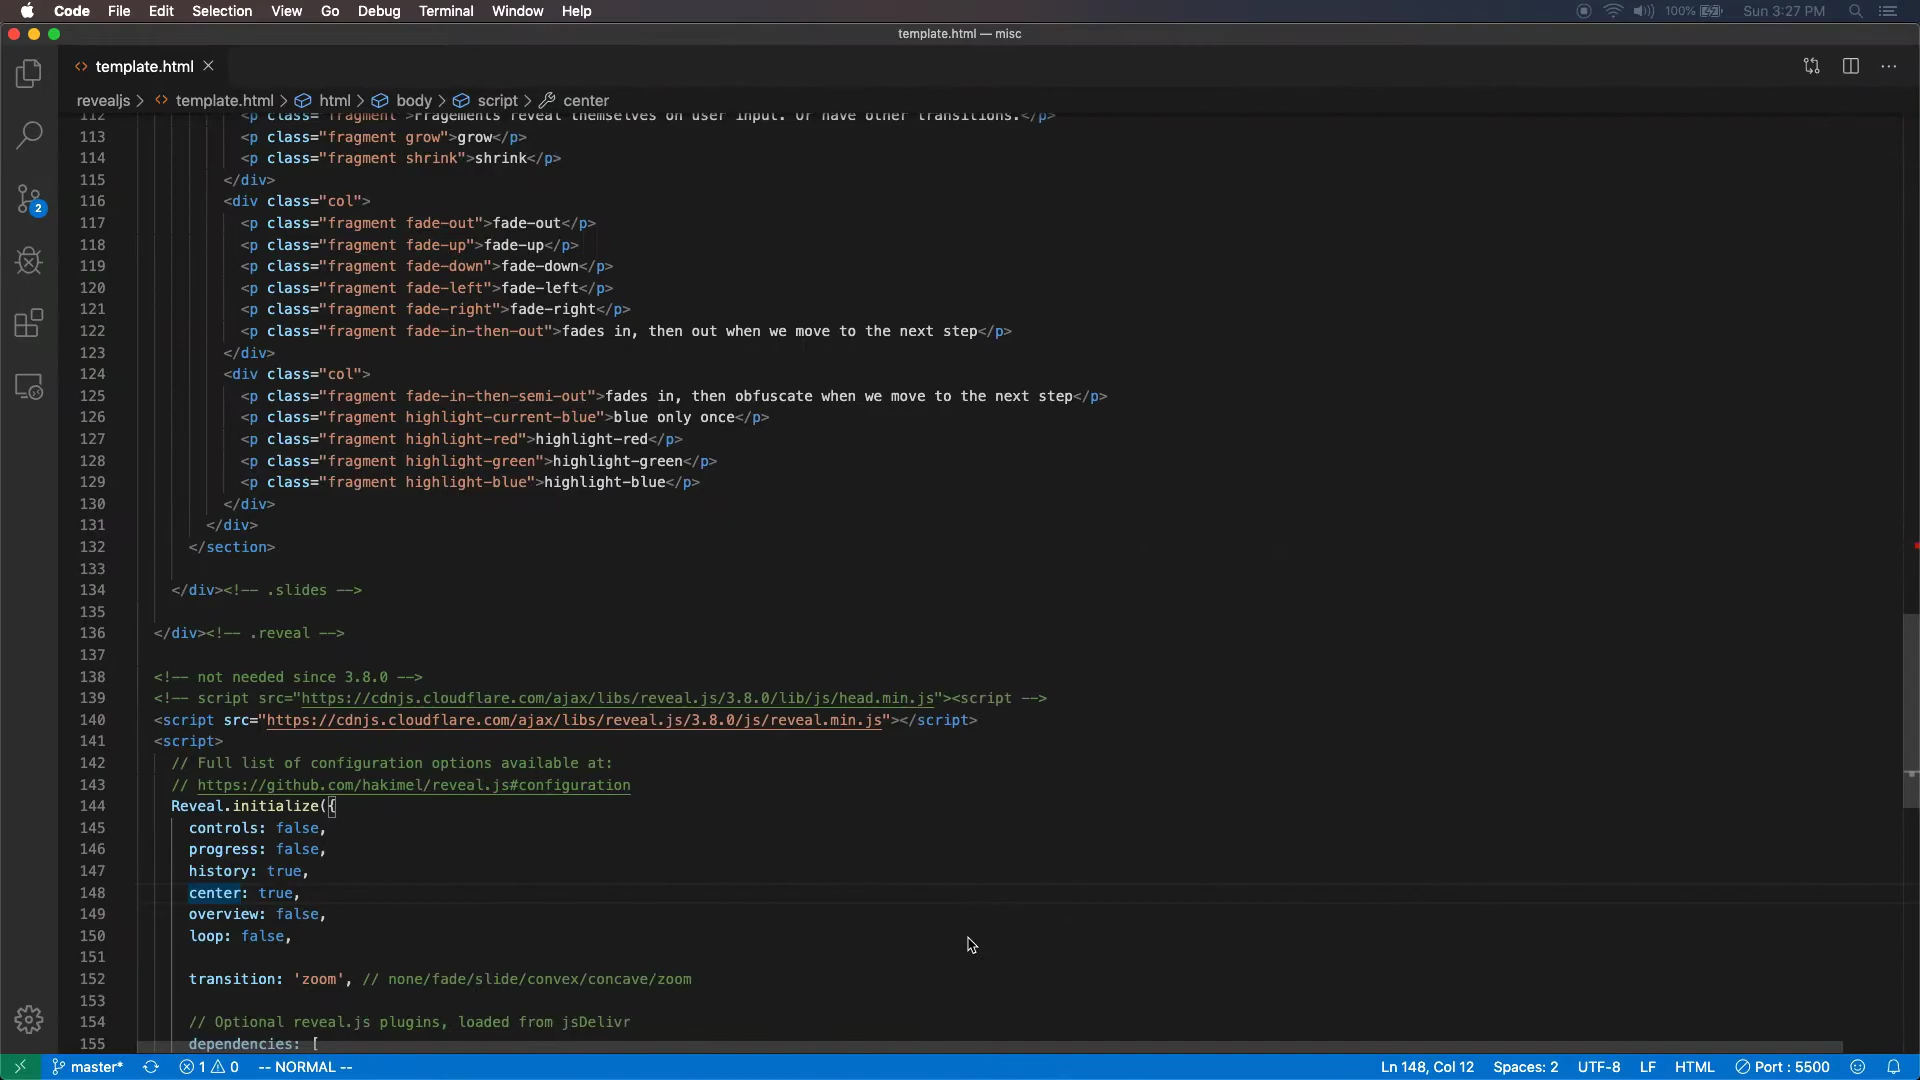 Code File Edit Selection View Go Debug Terminal Window Help 100% Sun 3:27 PM
template.html — misc
<> template.html ×
revealjs > <> template.html > html > body > script > center
112 <p class="fragment">Fragements reveal themselves on user input. Or have other transitions.</p>
113 <p class="fragment grow">grow</p>
114 <p class="fragment shrink">shrink</p>
115 </div>
116 <div class="col">
117 <p class="fragment fade-out">fade-out</p>
118 <p class="fragment fade-up">fade-up</p>
119 <p class="fragment fade-down">fade-down</p>
120 <p class="fragment fade-left">fade-left</p>
121 <p class="fragment fade-right">fade-right</p>
122 <p class="fragment fade-in-then-out">fades in, then out when we move to the next step</p>
123 </div>
124 <div class="col">
125 <p class="fragment fade-in-then-semi-out">fades in, then obfuscate when we move to the next step</p>
126 <p class="fragment highlight-current-blue">blue only once</p>
127 <p class="fragment highlight-red">highlight-red</p>
128 <p class="fragment highlight-green">highlight-green</p>
129 <p class="fragment highlight-blue">highlight-blue</p>
130 </div>
131 </div>
132 </section>
133
134 </div><!-- .slides -->
135
136 </div><!-- .reveal -->
137
138 <!-- not needed since 3.8.0 -->
139 <!-- script src="https://cdnjs.cloudflare.com/ajax/libs/reveal.js/3.8.0/lib/js/head.min.js"><script -->
140 <script src="https://cdnjs.cloudflare.com/ajax/libs/reveal.js/3.8.0/js/reveal.min.js"></script>
141 <script>
142 // Full list of configuration options available at:
143 // https://github.com/hakimel/reveal.js#configuration
144 Reveal.initialize({
145 controls: false,
146 progress: false,
147 history: true,
148 center: true,
149 overview: false,
150 loop: false,
151
152 transition: 'zoom', // none/fade/slide/convex/concave/zoom
153
154 // Optional reveal.js plugins, loaded from jsDelivr
155 dependencies: [
2
master* 1 0 -- NORMAL -- Ln 148, Col 12 Spaces: 2 UTF-8 LF HTML Port : 5500